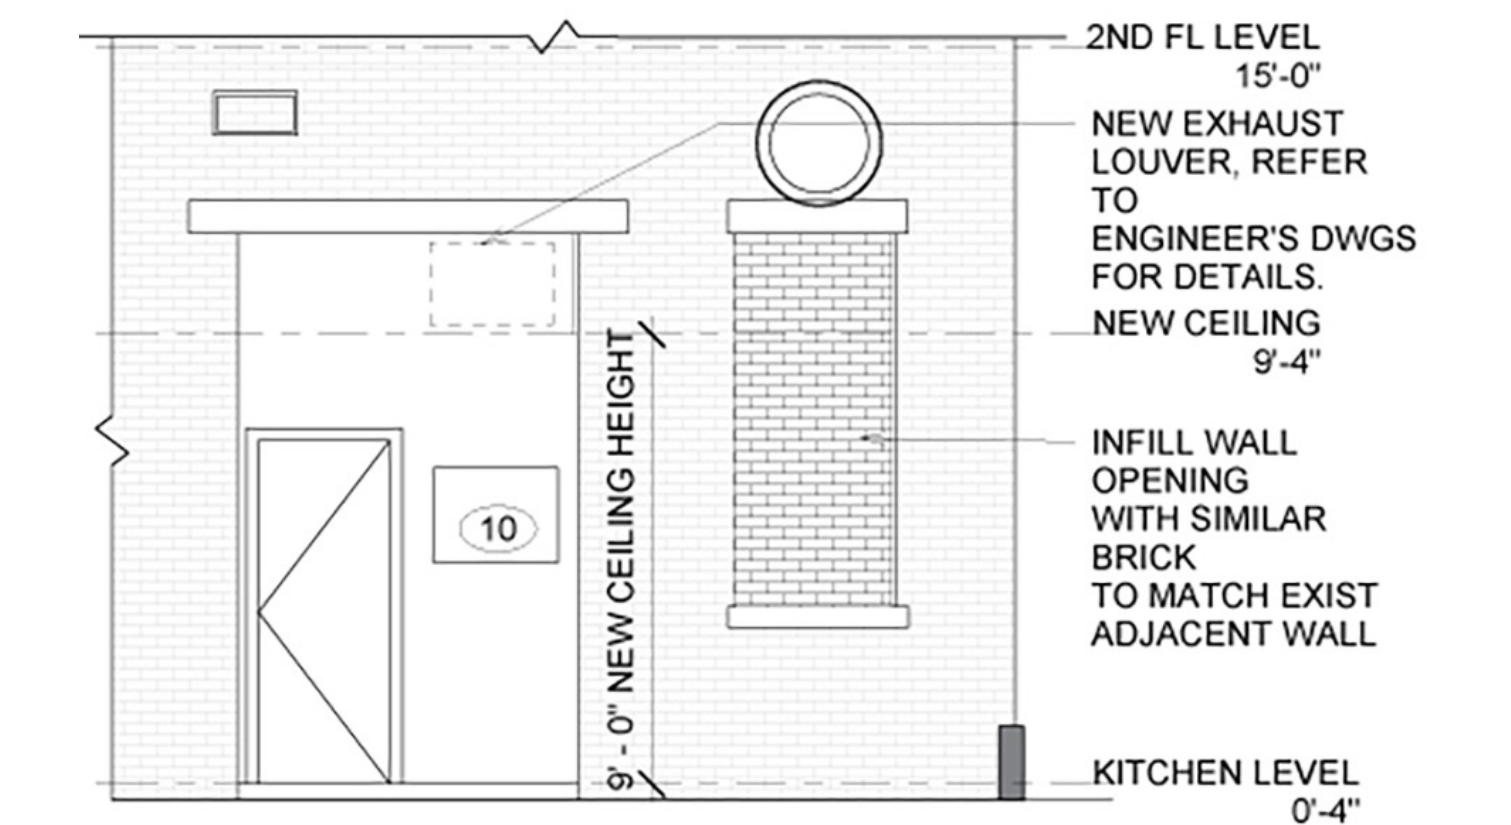 2ND FL LEVEL
15'-0"
NEW EXHAUST
LOUVER, REFER
TO
ENGINEER'S DWGS
FOR DETAILS.
NEW CEILING
9'-4"
9' - 0" NEW CEILING HEIGHT
INFILL WALL
OPENING
WITH SIMILAR
BRICK
TO MATCH EXIST
ADJACENT WALL
10
KITCHEN LEVEL
0'-4"